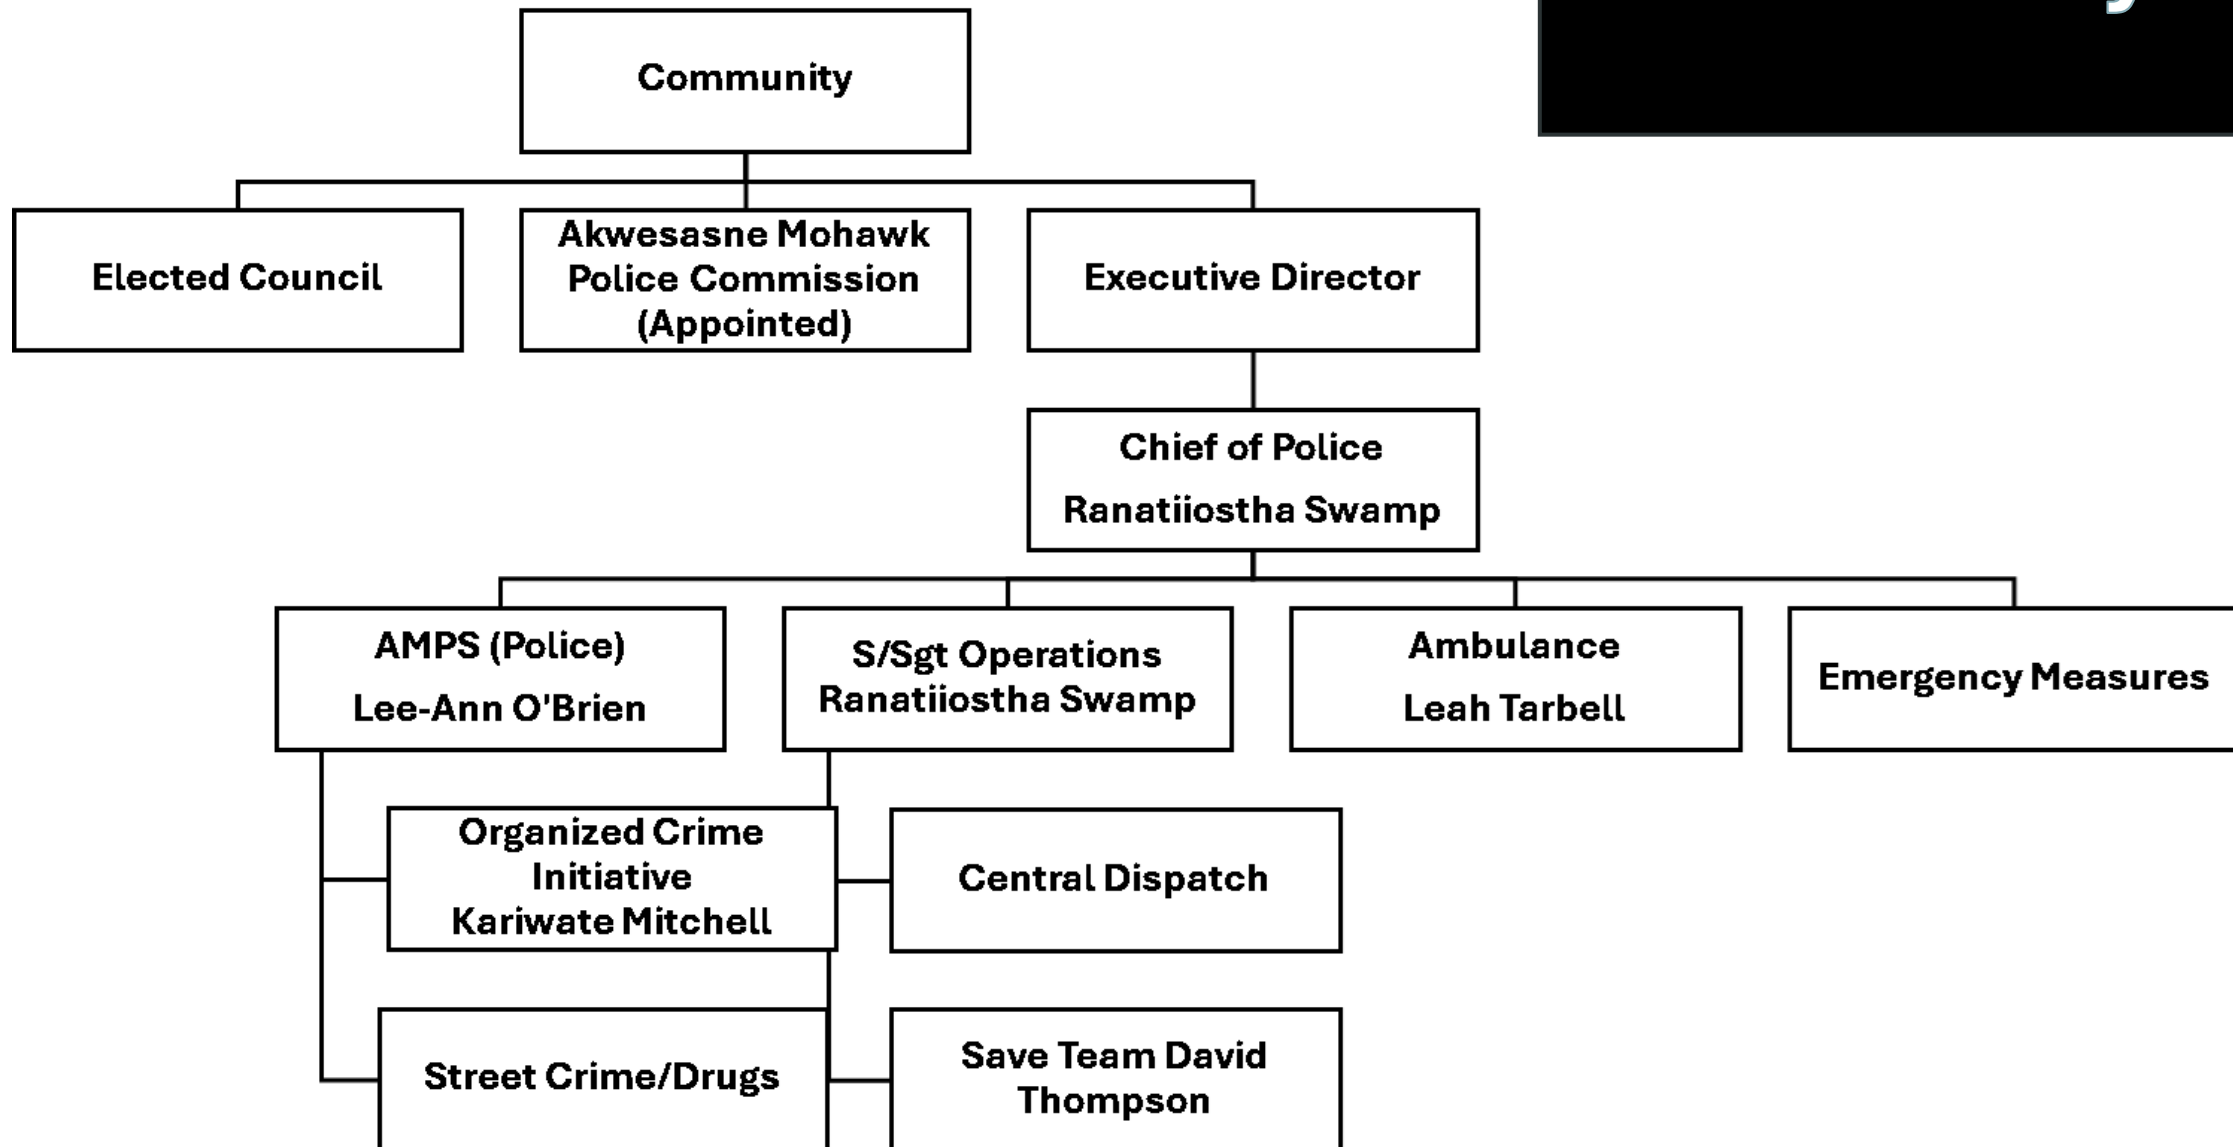 Community
Elected Council
Akwesasne Mohawk
Police Commission
(Appointed)
Executive Director
Chief of Police
Ranatiiostha Swamp
AMPS (Police)
Lee-Ann O'Brien
S/Sgt Operations
Ranatiiostha Swamp
Ambulance
Leah Tarbell
Emergency Measures
Organized Crime
Initiative
Kariwate Mitchell
Central Dispatch
Street Crime/Drugs
Save Team David
Thompson